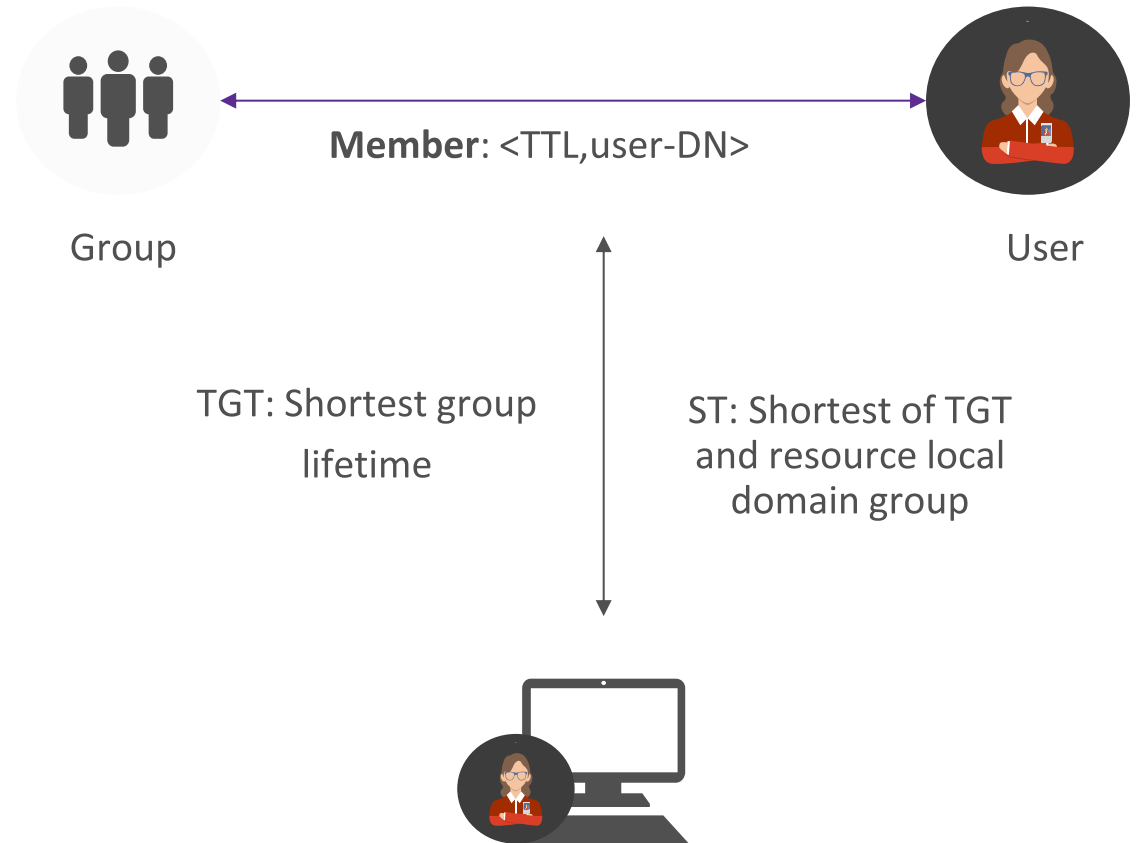 Member: <TTL,user-DN>
Group
User
TGT: Shortest group
lifetime
ST: Shortest of TGT
and resource local
domain group